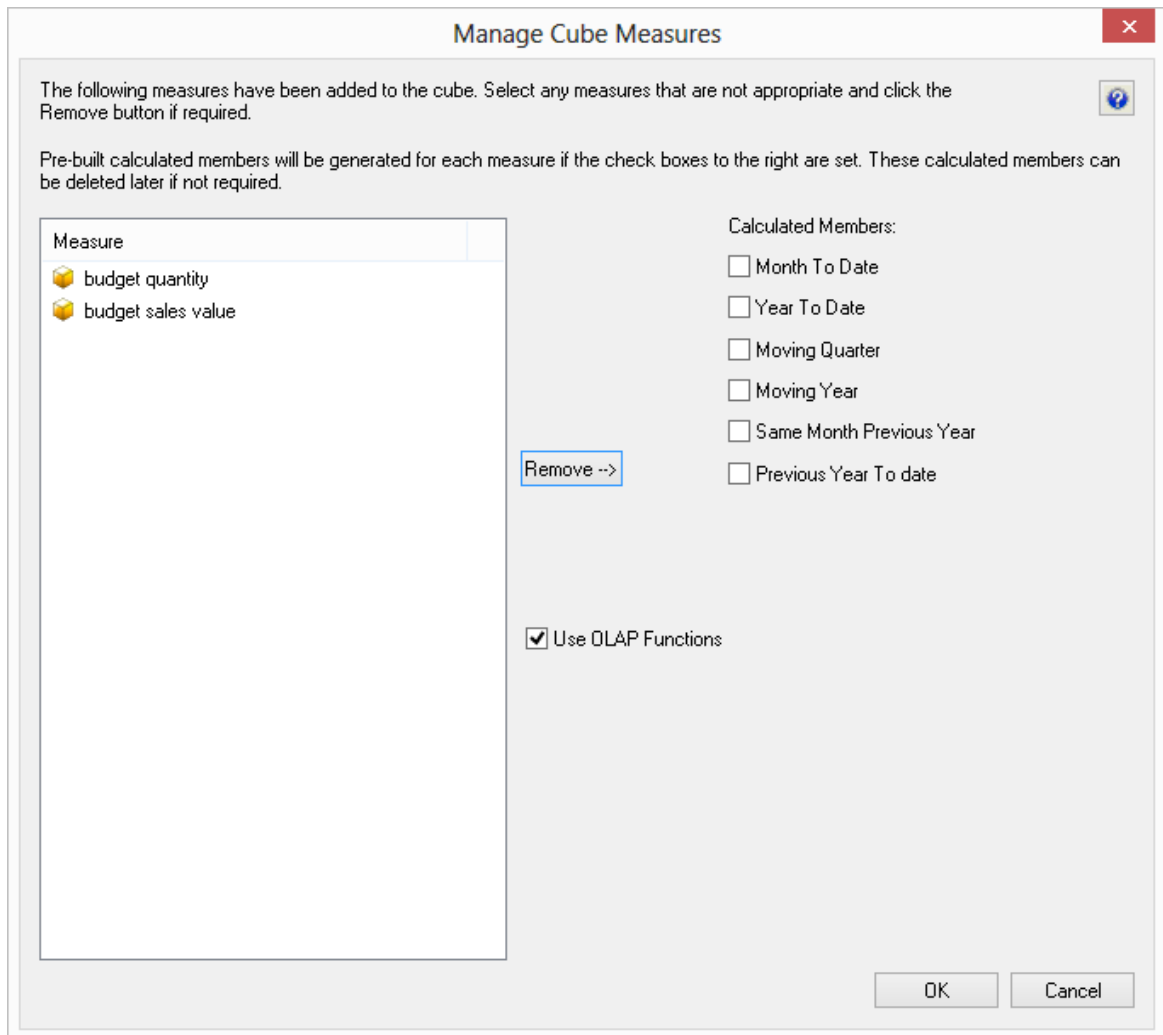 Manage Cube Measures
The following measures have been added to the cube. Select any measures that are not appropriate and click the
Remove button if required.
Pre-built calculated members will be generated for each measure if the check boxes to the right are set. These calculated members can
be deleted later if not required.
Measure
budget quantity
budget sales value
Remove -->
Calculated Members:
Month To Date
Year To Date
Moving Quarter
Moving Year
Same Month Previous Year
Previous Year To date
Use OLAP Functions
OK
Cancel